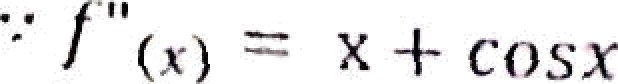 ∵ f"(x) = x + cosx